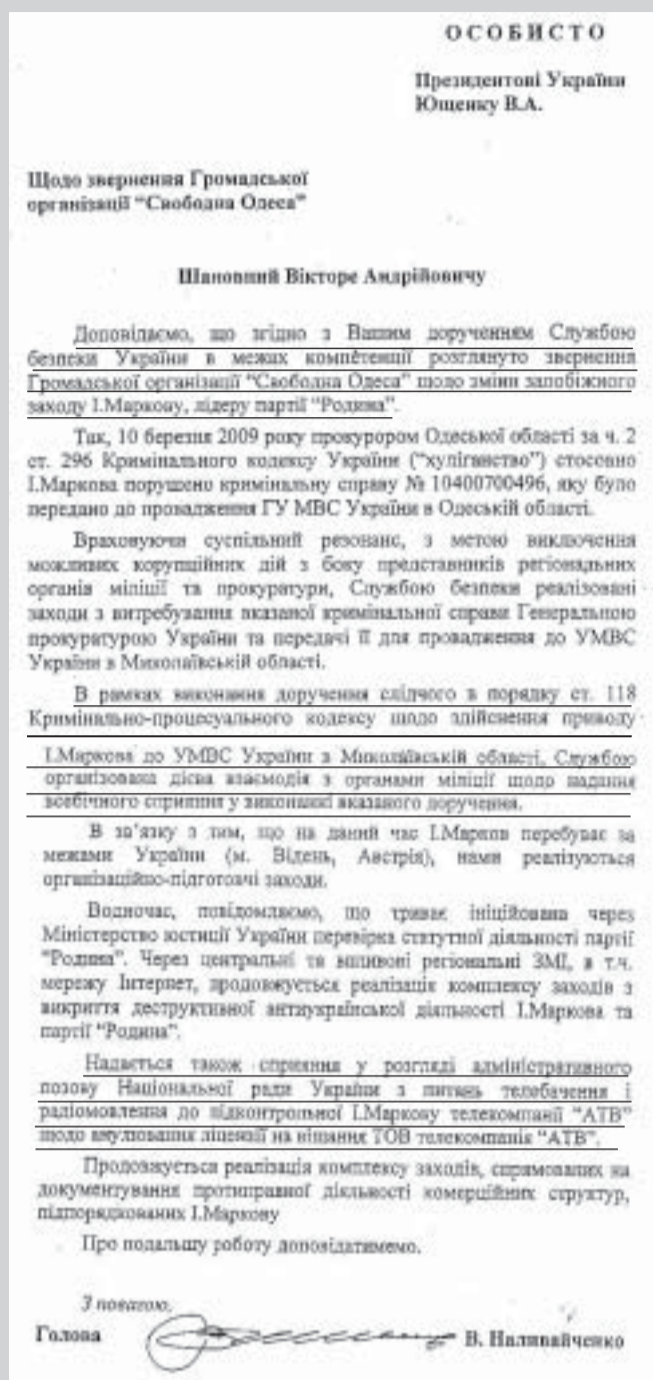 ОСОБИСТО
Президентові України
Ющенку В.А.
Щодо звернення Громадської
організації “Свободна Одеса”
Шановний Вікторе Андрійовичу
Доповідаємо, що згідно з Вашим дорученням Службою
безпеки України в межах компетенції розглянуто звернення
Громадської організації “Свободна Одеса” щодо зміни запобіжного
заходу І.Маркову, лідеру партії “Родина”.
Так, 10 березня 2009 року прокурором Одеської області за ч. 2
ст. 296 Кримінального кодексу України (“хуліганство”) стосовно
І.Маркова порушено кримінальну справу № 10400700496, яку було
передано до провадження ГУ МВС України в Одеській області.
Враховуючи суспільний резонанс, з метою виключення
можливих корупційних дій з боку представників регіональних
органів міліції та прокуратури, Службою безпеки реалізовані
заходи з витребування вказаної кримінальної справи Генеральною
прокуратурою України та передачі її для провадження до УМВС
України в Миколаївській області.
В рамках виконання доручення слідчого в порядку ст. 118
Кримінально-процесуального кодексу щодо здійснення приводу
І.Маркова до УМВС України в Миколаївській області, Службою
організована дієва взаємодія з органами міліції щодо надання
всебічного сприяння у виконанні вказаного доручення.
В зв’язку з тим, що на даний час І.Марков перебуває за
межами України (м. Відень, Австрія), нами реалізуються
організаційно-підготовчі заходи.
Водночас, повідомляємо, що триває ініційована через
Міністерство юстиції України перевірка статутної діяльності партії
“Родина”. Через центральні та впливові регіональні ЗМІ, в т.ч.
мережу Інтернет, продовжується реалізація комплексу заходів з
викриття деструктивної антиукраїнської діяльності І.Маркова та
партії “Родина”.
Надається також сприяння у розгляді адміністративного
позову Національної ради України з питань телебачення і
радіомовлення до підконтрольної І.Маркову телекомпанії “АТВ”
щодо анулювання ліцензії на віщання ТОВ телекомпанія “АТВ”.
Продовжується реалізація комплексу заходів, спрямованих на
документування протиправної діяльності комерційних структур,
підпорядкованих І.Маркову
Про подальшу роботу доповідатимемо.
З повагою,
Голова В. Наливайченко